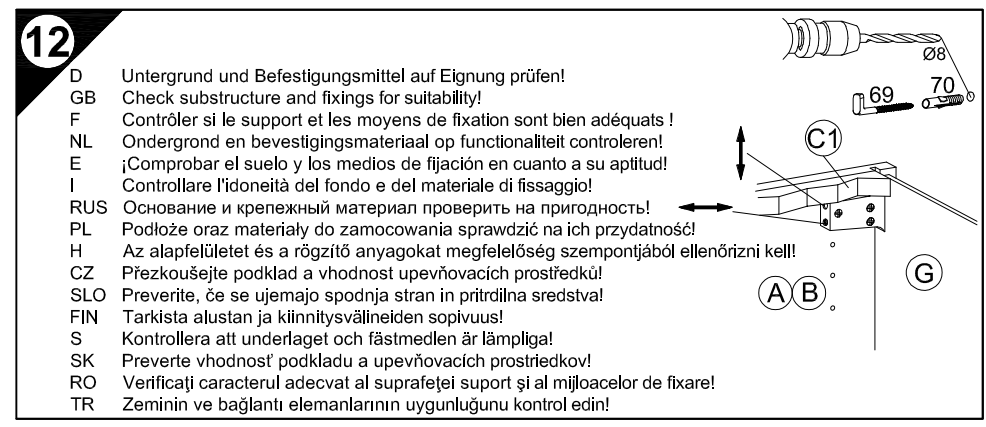 12
D Untergrund und Befestigungsmittel auf Eignung prüfen!
GB Check substructure and fixings for suitability!
F Contrôler si le support et les moyens de fixation sont bien adéquats !
NL Ondergrond en bevestigingsmateriaal op functionaliteit controleren!
E ¡Comprobar el suelo y los medios de fijación en cuanto a su aptitud!
I Controllare l'idoneità del fondo e del materiale di fissaggio!
RUS Основание и крепежный материал проверить на пригодность!
PL Podłoże oraz materiały do zamocowania sprawdzić na ich przydatność!
H Az alapfelületet és a rögzítő anyagokat megfelelőség szempontjából ellenőrizni kell!
CZ Přezkoušejte podklad a vhodnost upevňovacích prostředků!
SLO Preverite, če se ujemajo spodnja stran in pritrdilna sredstva!
FIN Tarkista alustan ja kiinnitysvälineiden sopivuus!
S Kontrollera att underlaget och fästmedlen är lämpliga!
SK Preverte vhodnosť podkladu a upevňovacích prostriedkov!
RO Verificaţi caracterul adecvat al suprafeţei suport şi al mijloacelor de fixare!
TR Zeminin ve bağlantı elemanlarının uygunluğunu kontrol edin!
Ø8
69 70
C1
A B G